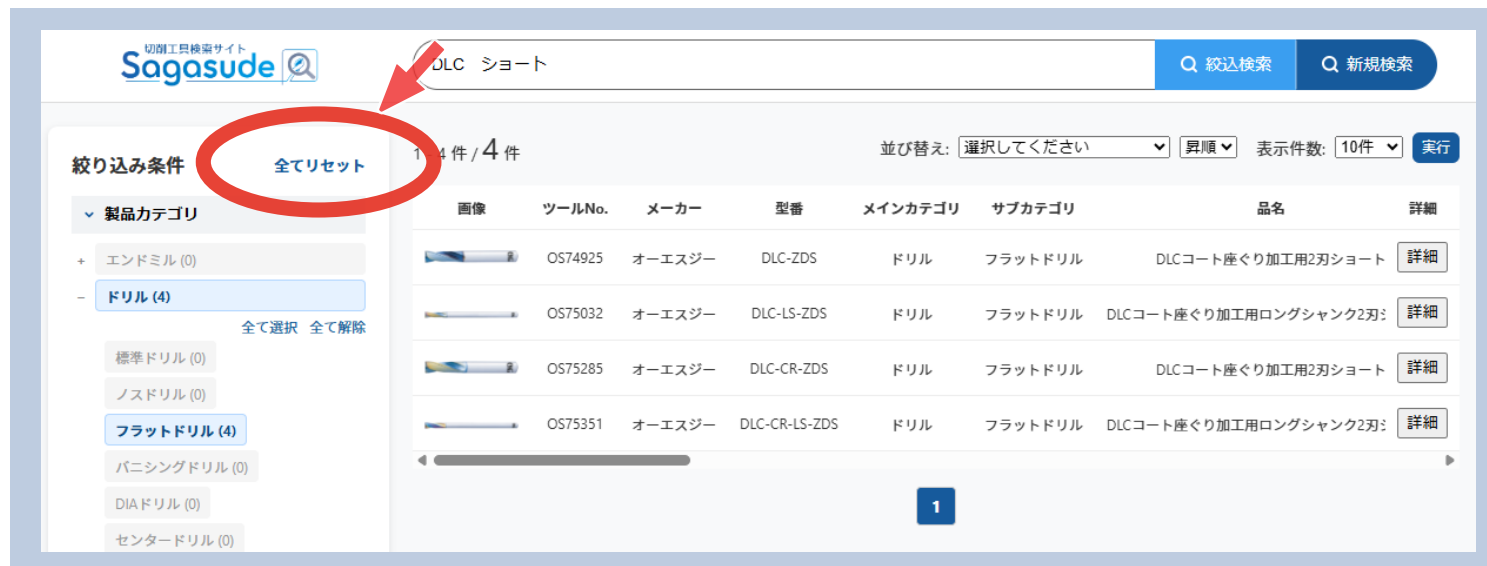 切削工具検索サイト
Sagasude
DLC ショート
絞込検索
新規検索
絞り込み条件
全てリセット
4 件 / 4 件
並び替え: 選択してください 昇順 表示件数: 10件 実行
製品カテゴリ
+ エンドミル (0)
− ドリル (4)
全て選択 全て解除
標準ドリル (0)
ノスドリル (0)
フラットドリル (4)
バニシングドリル (0)
DIAドリル (0)
センタードリル (0)
画像 ツールNo. メーカー 型番 メインカテゴリ サブカテゴリ 品名 詳細
OS74925 オーエスジー DLC-ZDS ドリル フラットドリル DLCコート座ぐり加工用2刃ショート 詳細
OS75032 オーエスジー DLC-LS-ZDS ドリル フラットドリル DLCコート座ぐり加工用ロングシャンク2刃 詳細
OS75285 オーエスジー DLC-CR-ZDS ドリル フラットドリル DLCコート座ぐり加工用2刃ショート 詳細
OS75351 オーエスジー DLC-CR-LS-ZDS ドリル フラットドリル DLCコート座ぐり加工用ロングシャンク2刃 詳細
1